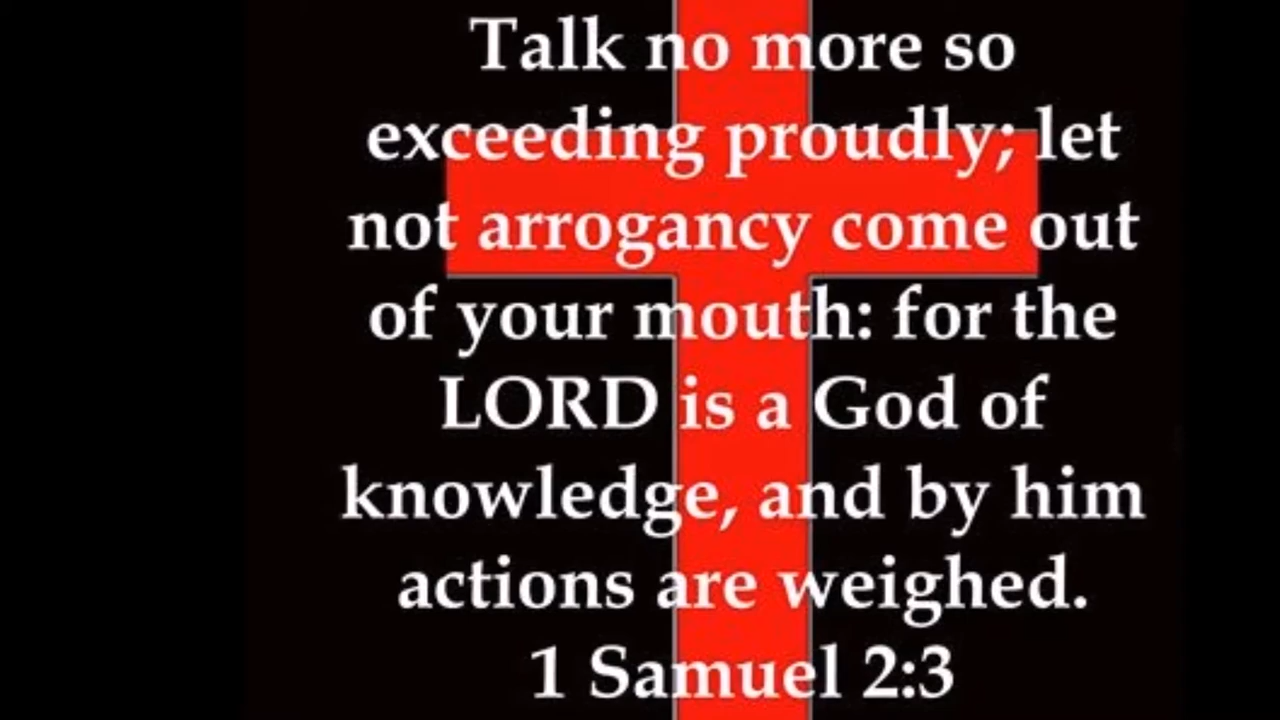 Talk no more so
exceeding proudly; let
not arrogancy come out
of your mouth: for the
LORD is a God of
knowledge, and by him
actions are weighed.
1 Samuel 2:3